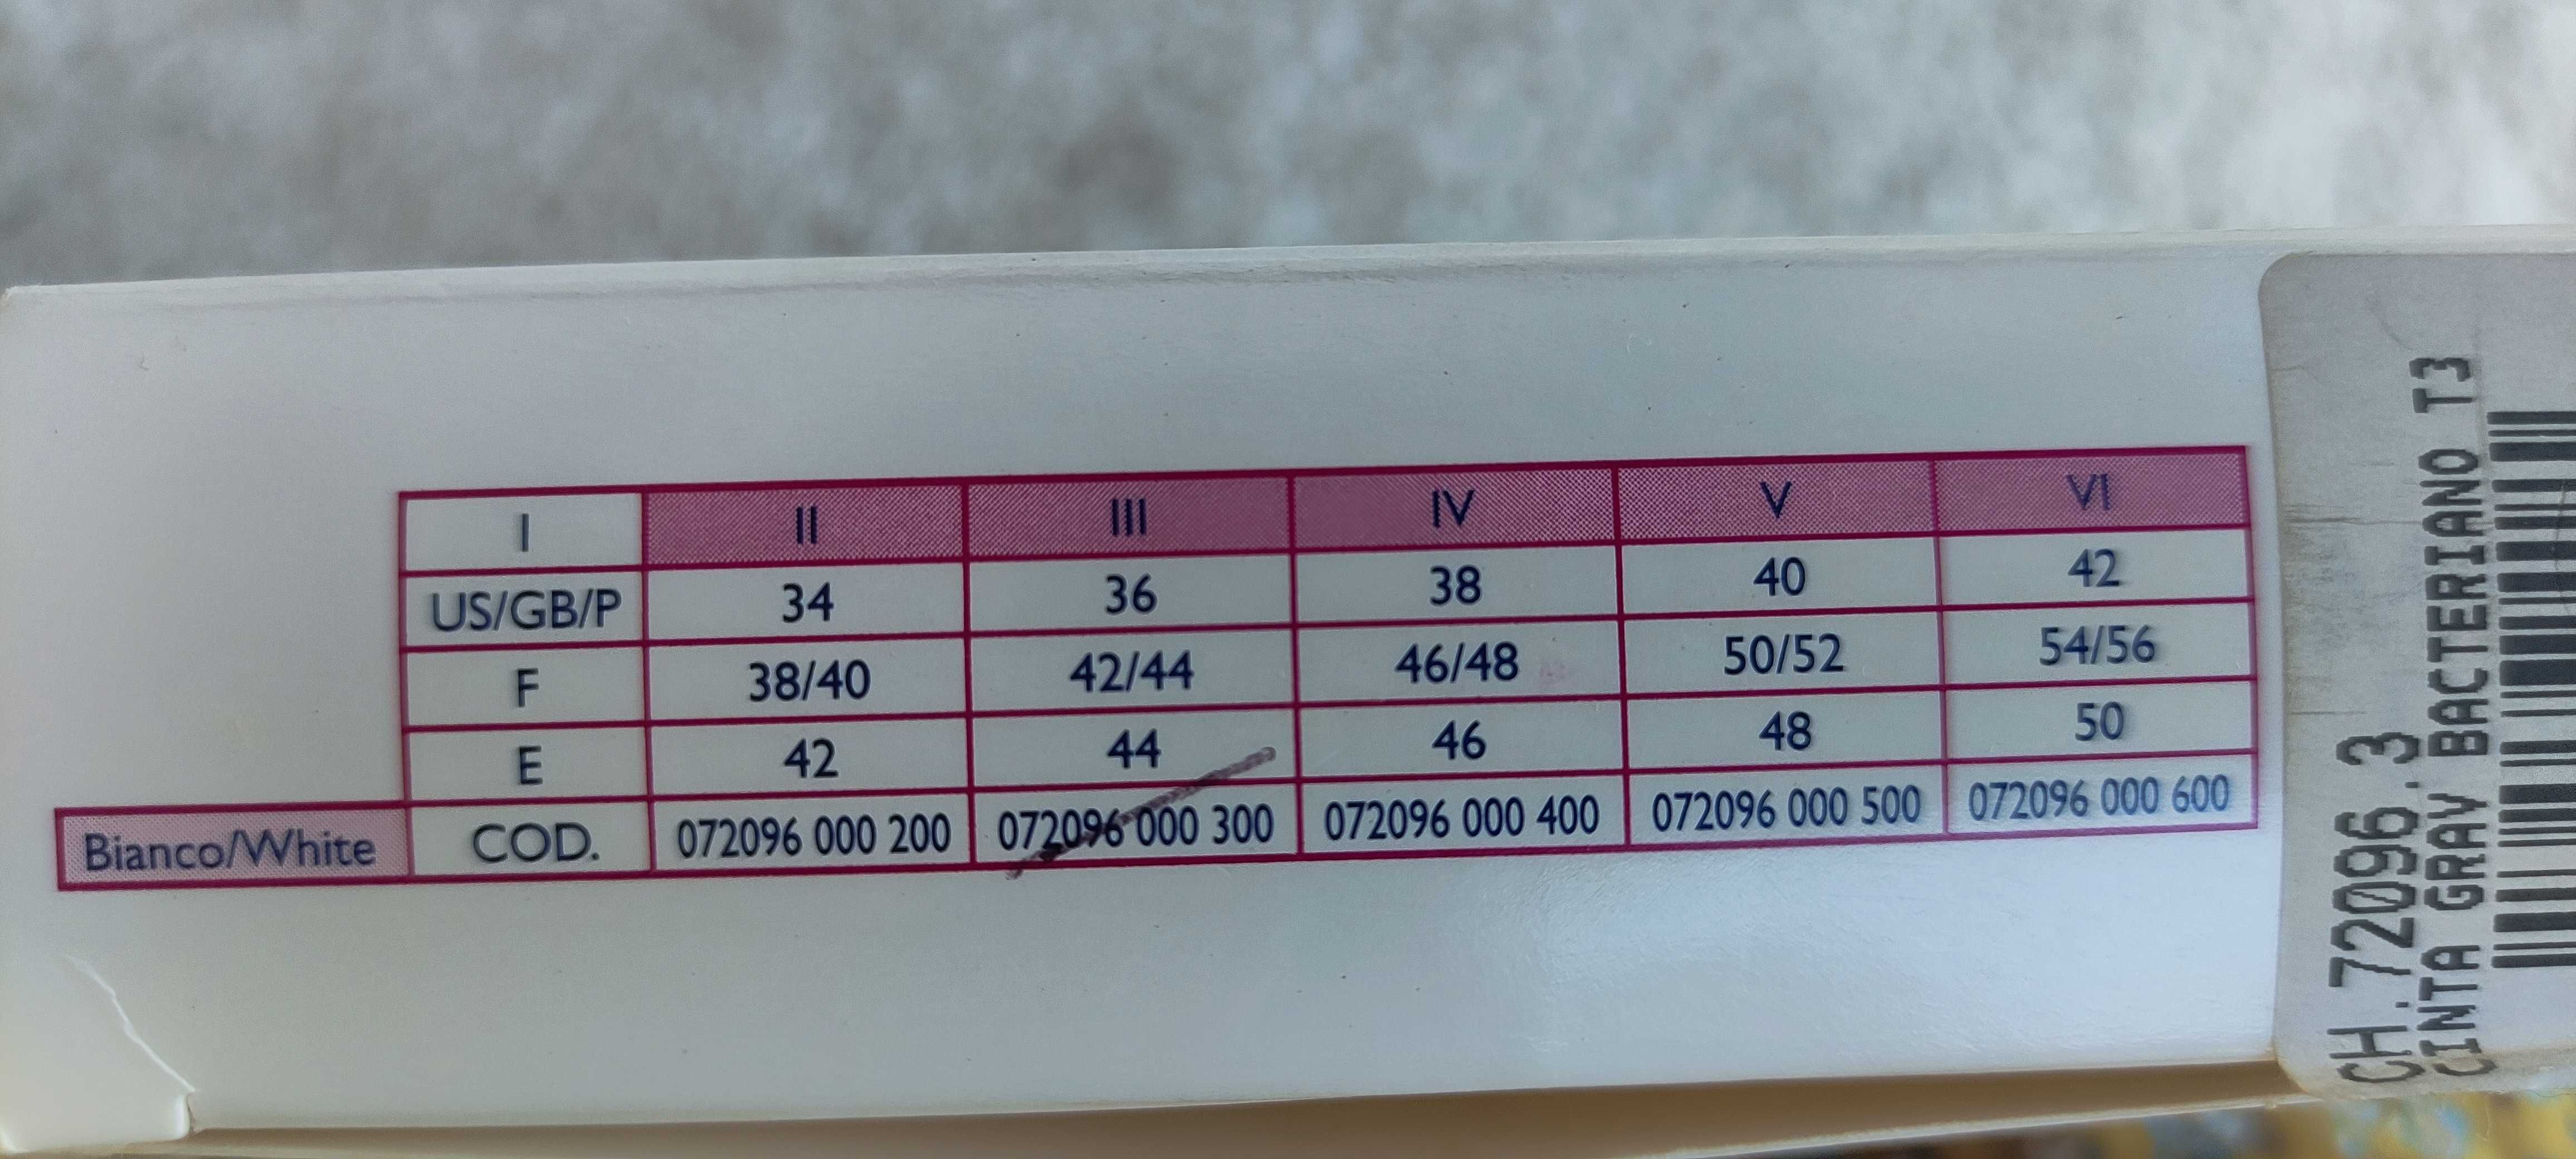 I II III IV V VI
US/GB/P 34 36 38 40 42
F 38/40 42/44 46/48 50/52 54/56
E 42 44 46 48 50
Bianco/White COD. 072096 000 200 072096 000 300 072096 000 400 072096 000 500 072096 000 600
CH.72096.3
CINTA GRAV BACTERIANO T3